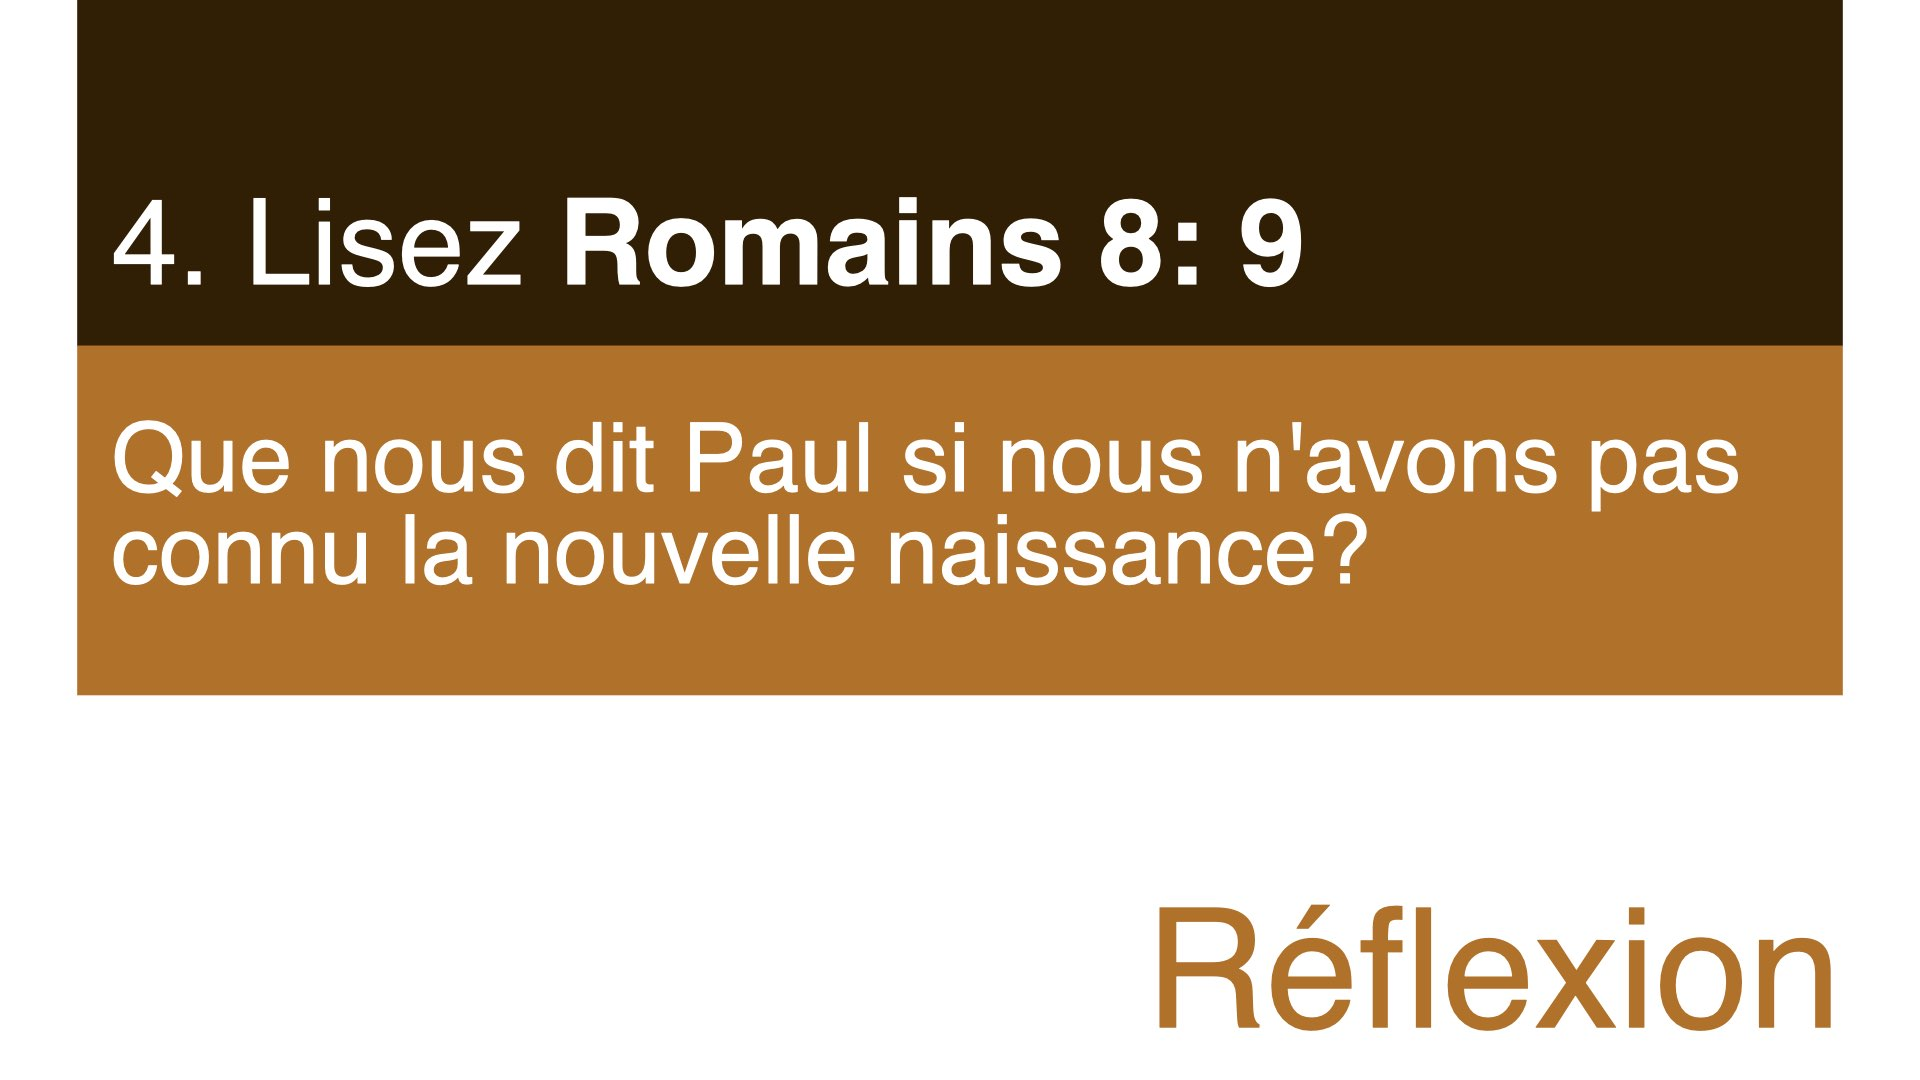 4. Lisez Romains 8: 9
Que nous dit Paul si nous n'avons pas
connu la nouvelle naissance?
Réflexion